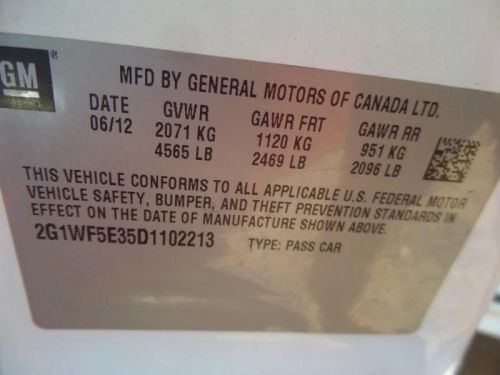 GM
®
MFD BY GENERAL MOTORS OF CANADA LTD.
DATE GVWR GAWR FRT GAWR RR
06/12 2071 KG 1120 KG 951 KG
4565 LB 2469 LB 2096 LB
THIS VEHICLE CONFORMS TO ALL APPLICABLE U.S. FEDERAL MOTOR
VEHICLE SAFETY, BUMPER, AND THEFT PREVENTION STANDARDS IN
EFFECT ON THE DATE OF MANUFACTURE SHOWN ABOVE.
2G1WF5E35D1102213 TYPE: PASS CAR